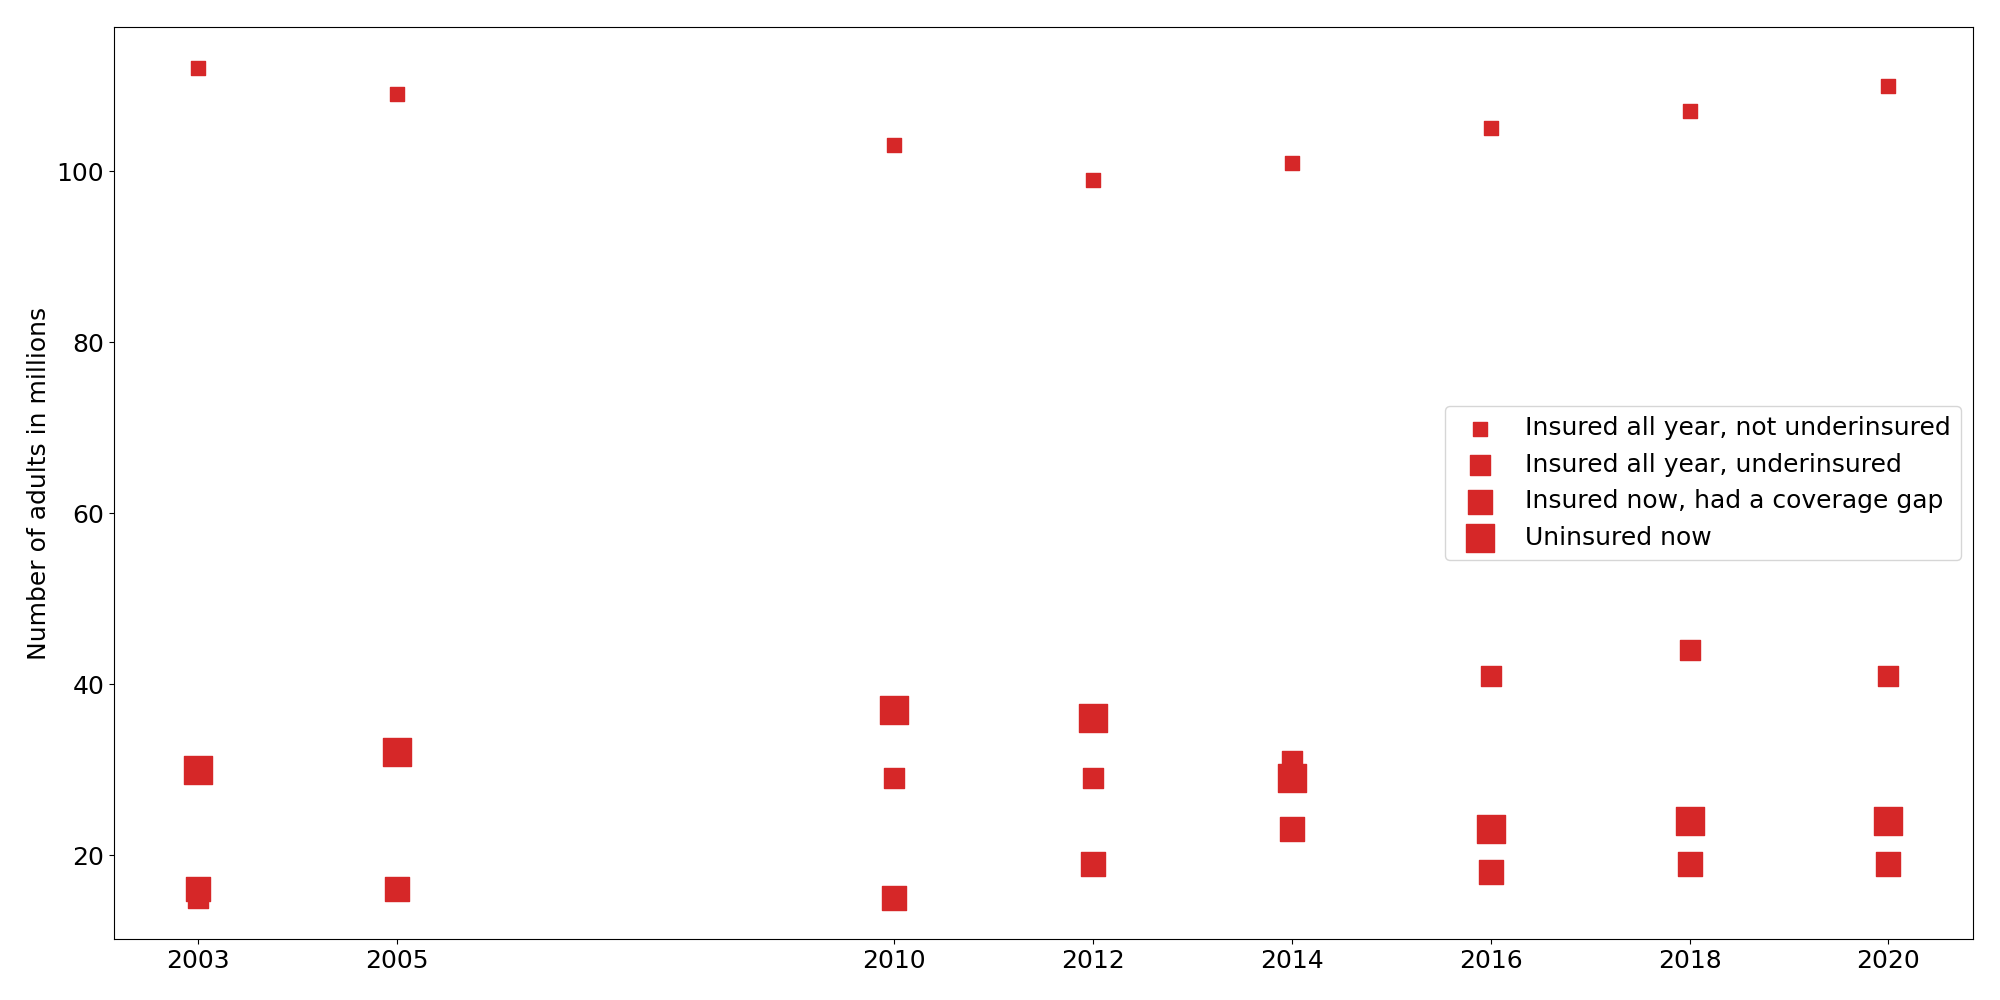 Number of adults in millions
100
80
60
40
20
2003 2005 2010 2012 2014 2016 2018 2020
Insured all year, not underinsured
Insured all year, underinsured
Insured now, had a coverage gap
Uninsured now